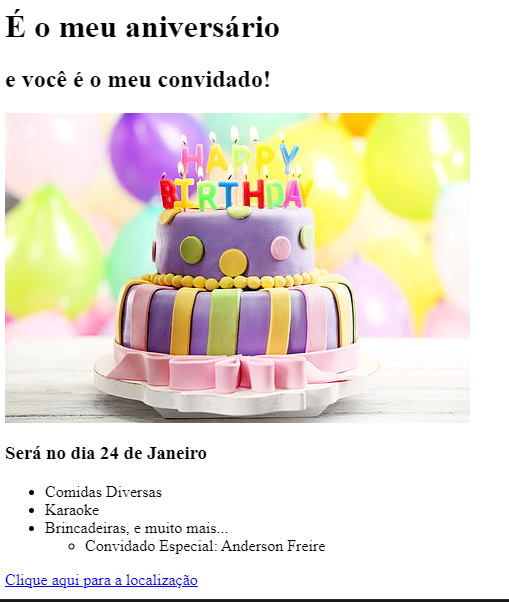 É o meu aniversário
e você é o meu convidado!
HAPPY
BIRTHDAY
Será no dia 24 de Janeiro
Comidas Diversas
Karaoke
Brincadeiras, e muito mais...
Convidado Especial: Anderson Freire
Clique aqui para a localização